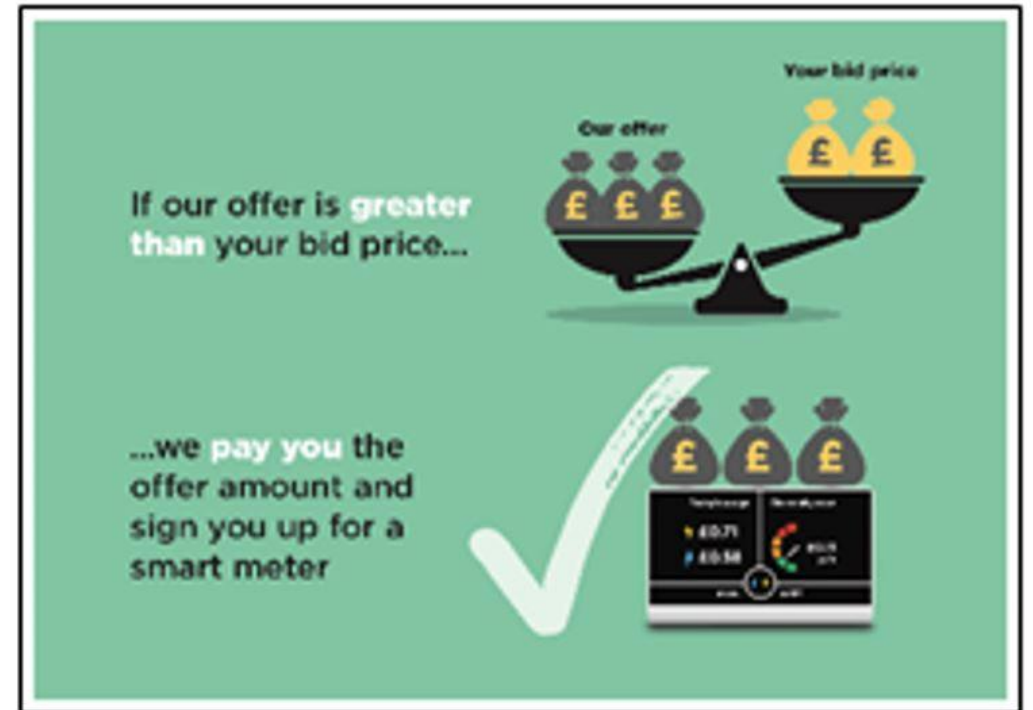 Your bid price
Our offer
£ £
£ £ £
If our offer is greater
than your bid price...
...we pay you the
offer amount and
sign you up for a
smart meter
£ £ £
£0.71
£0.58